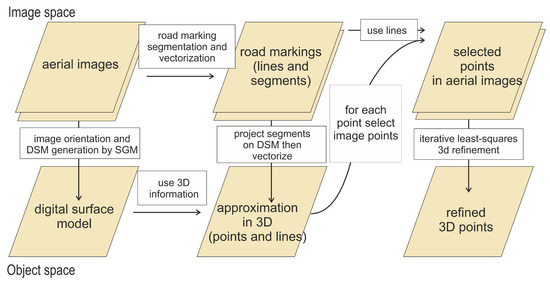 Image space
aerial images
road marking
segmentation and
vectorization
road markings
(lines and
segments)
use lines
selected
points
in aerial images
image orientation and
DSM generation by SGM
project segments
on DSM then
vectorize
for each
point select
image points
iterative least-squares
3d refinement
digital surface
model
use 3D
information
approximation
in 3D
(points and lines)
refined
3D points
Object space